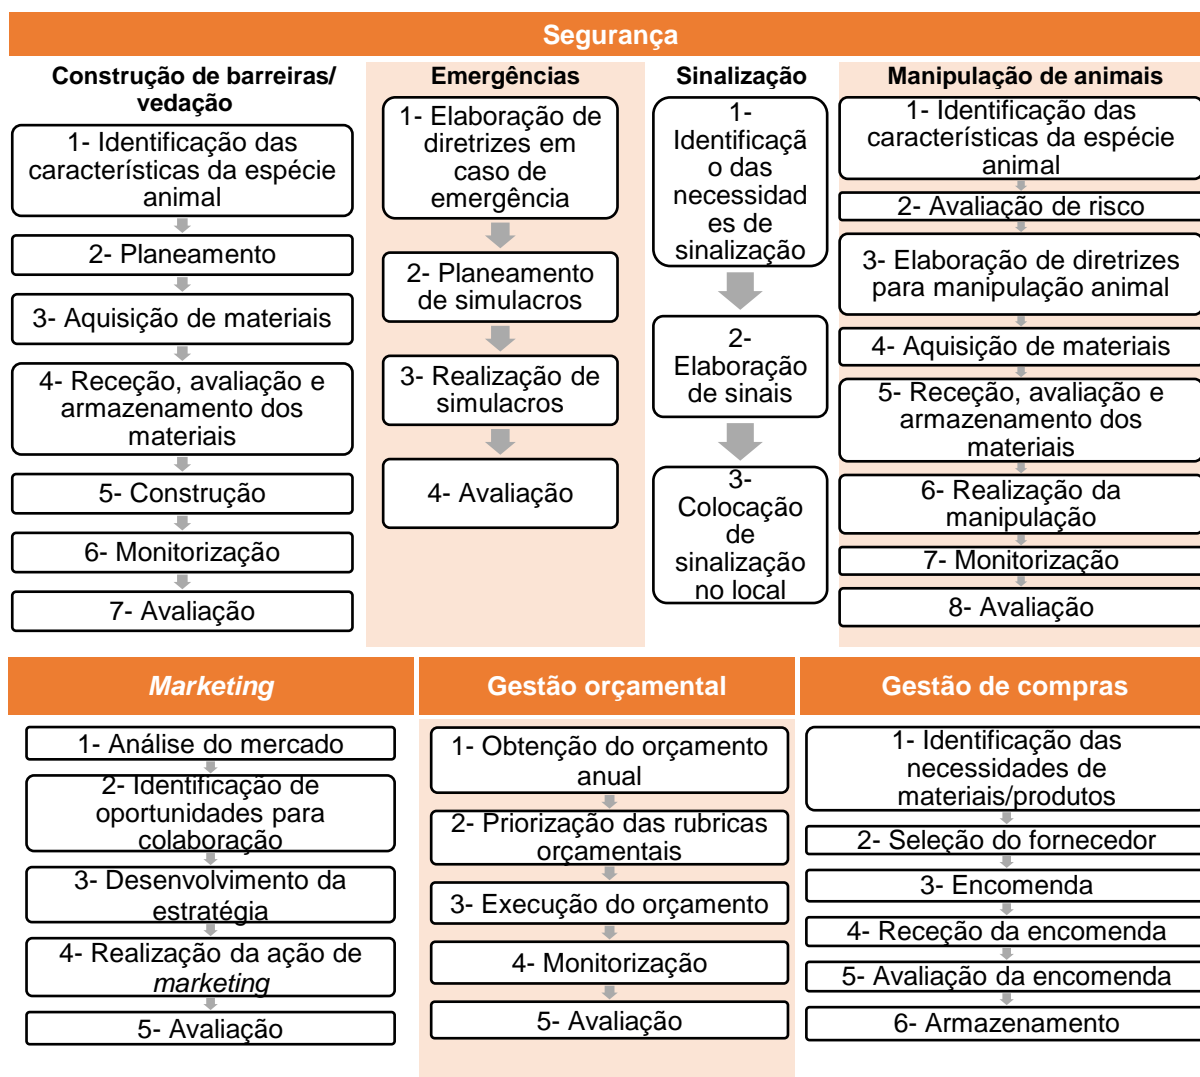 Segurança
Construção de barreiras/
vedação
1- Identificação das
características da espécie
animal
2- Planeamento
3- Aquisição de materiais
4- Receção, avaliação e
armazenamento dos
materiais
5- Construção
6- Monitorização
7- Avaliação
Emergências
1- Elaboração de
diretrizes em
caso de
emergência
2- Planeamento
de simulacros
3- Realização de
simulacros
4- Avaliação
Sinalização
1-
Identificaçã
o das
necessidad
es de
sinalização
2-
Elaboração
de sinais
3-
Colocação
de
sinalização
no local
Manipulação de animais
1- Identificação das
características da espécie
animal
2- Avaliação de risco
3- Elaboração de diretrizes
para manipulação animal
4- Aquisição de materiais
5- Receção, avaliação e
armazenamento dos
materiais
6- Realização da
manipulação
7- Monitorização
8- Avaliação
Marketing
1- Análise do mercado
2- Identificação de
oportunidades para
colaboração
3- Desenvolvimento da
estratégia
4- Realização da ação de
marketing
5- Avaliação
Gestão orçamental
1- Obtenção do orçamento
anual
2- Priorização das rubricas
orçamentais
3- Execução do orçamento
4- Monitorização
5- Avaliação
Gestão de compras
1- Identificação das
necessidades de
materiais/produtos
2- Seleção do fornecedor
3- Encomenda
4- Receção da encomenda
5- Avaliação da encomenda
6- Armazenamento